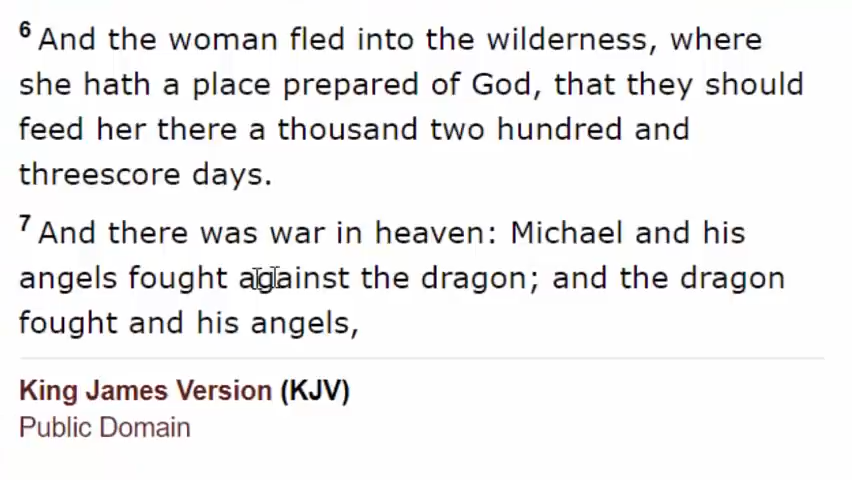 6 And the woman fled into the wilderness, where
she hath a place prepared of God, that they should
feed her there a thousand two hundred and
threescore days.
7 And there was war in heaven: Michael and his
angels fought against the dragon; and the dragon
fought and his angels,
King James Version (KJV)
Public Domain